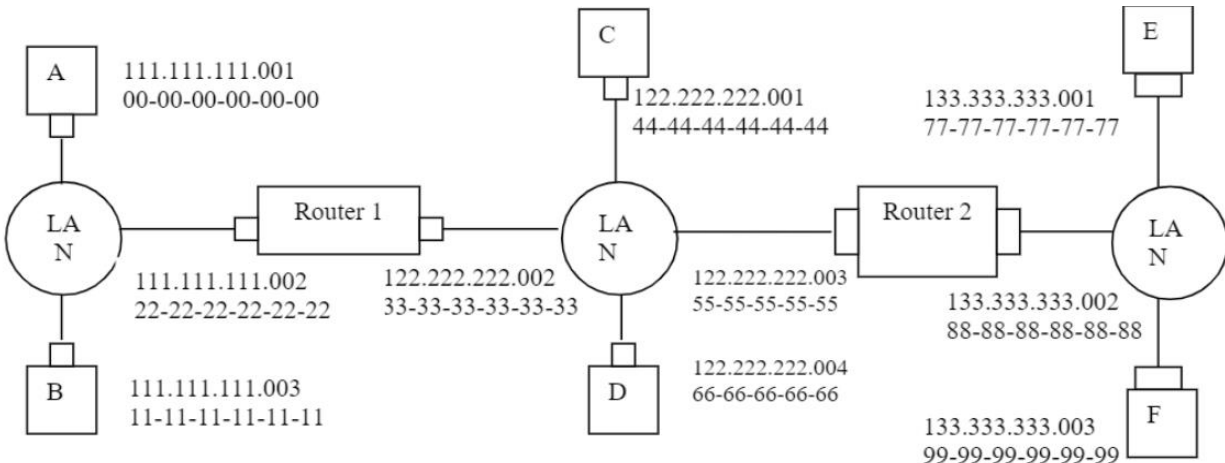 A
111.111.111.001
00-00-00-00-00-00
C
122.222.222.001
44-44-44-44-44-44
E
133.333.333.001
77-77-77-77-77-77
LA
N
Router 1
LA
N
Router 2
LA
N
111.111.111.002
22-22-22-22-22-22
122.222.222.002
33-33-33-33-33-33
122.222.222.003
55-55-55-55-55
133.333.333.002
88-88-88-88-88-88
B
111.111.111.003
11-11-11-11-11-11
D
122.222.222.004
66-66-66-66-66
F
133.333.333.003
99-99-99-99-99-99